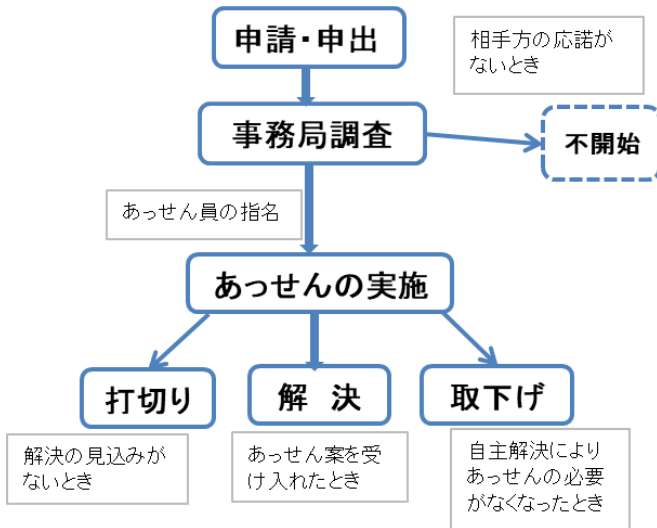 申請・申出
相手方の応諾が
ないとき
事務局調査
不開始
あっせん員の指名
あっせんの実施
打切り
解　決
取下げ
解決の見込みが
ないとき
あっせん案を受
け入れたとき
自主解決により
あっせんの必要
がなくなったとき